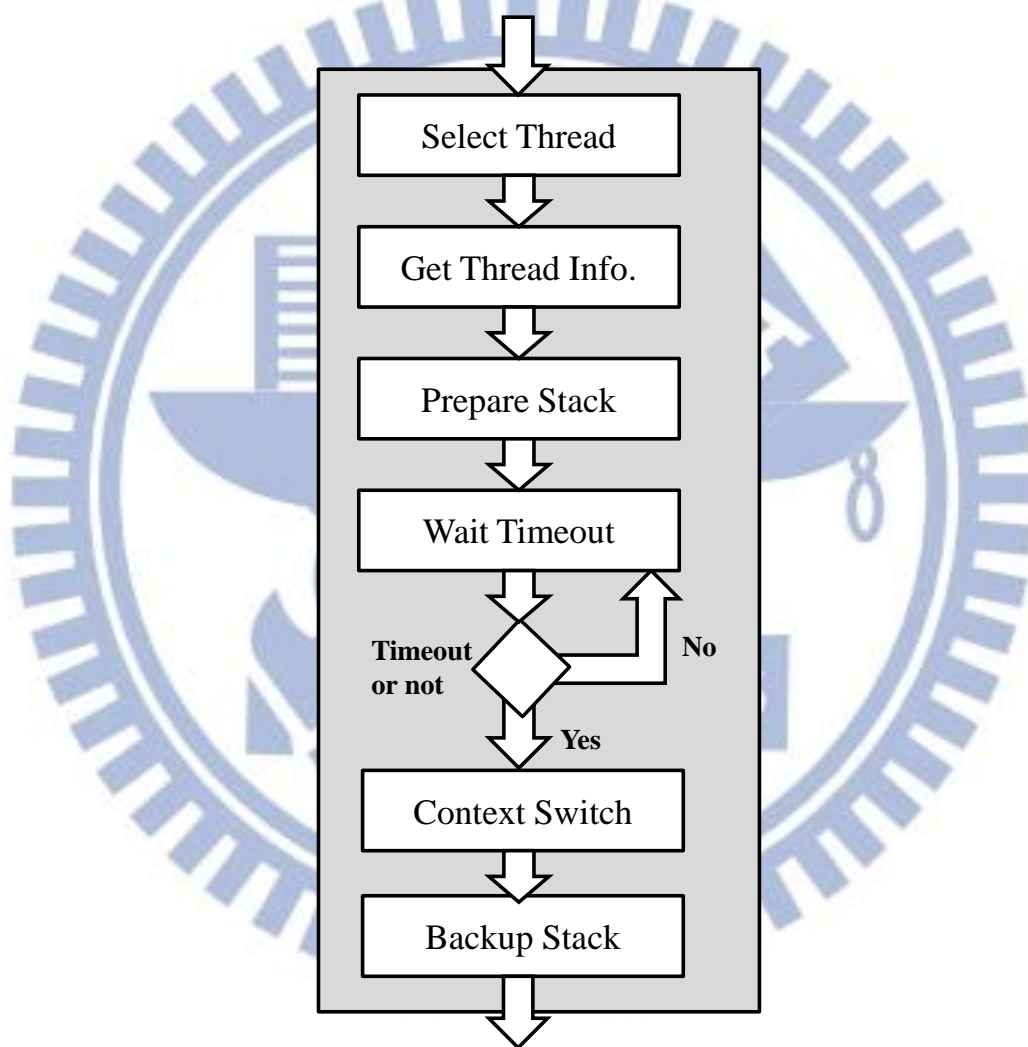 Select Thread
Get Thread Info.
Prepare Stack
Wait Timeout
Timeout
or not
No
Yes
Context Switch
Backup Stack